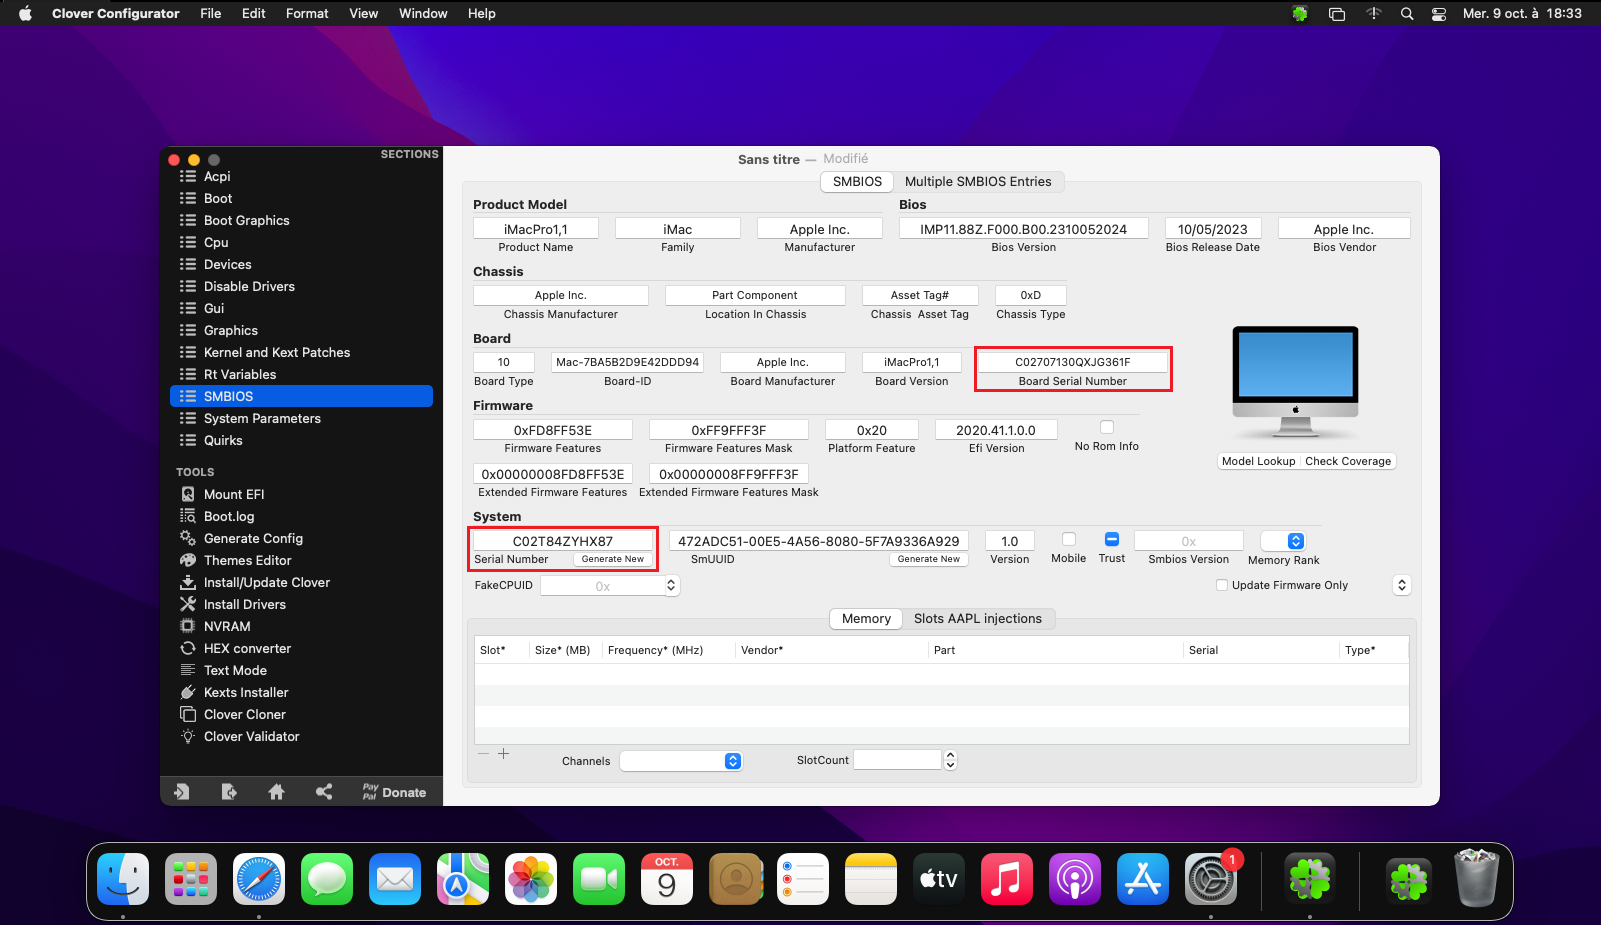 Clover Configurator File Edit Format View Window Help Mer. 9 oct. à 18:33
SECTIONS
Acpi
Boot
Boot Graphics
Cpu
Devices
Disable Drivers
Gui
Graphics
Kernel and Kext Patches
Rt Variables
SMBIOS
System Parameters
Quirks
TOOLS
Mount EFI
Boot.log
Generate Config
Themes Editor
Install/Update Clover
Install Drivers
NVRAM
HEX converter
Text Mode
Kexts Installer
Clover Cloner
Clover Validator
Pay
Pal Donate
Sans titre — Modifié
SMBIOS Multiple SMBIOS Entries
Product Model Bios
iMacPro1,1 iMac Apple Inc. IMP11.88Z.F000.B00.2310052024 10/05/2023 Apple Inc.
Product Name Family Manufacturer Bios Version Bios Release Date Bios Vendor
Chassis
Apple Inc. Part Component Asset Tag# 0xD
Chassis Manufacturer Location In Chassis Chassis Asset Tag Chassis Type
Board
10 Mac-7BA5B2D9E42DDD94 Apple Inc. iMacPro1,1 C02707130QXJG361F
Board Type Board-ID Board Manufacturer Board Version Board Serial Number
Firmware
0xFD8FF53E 0xFF9FFF3F 0x20 2020.41.1.0.0
Firmware Features Firmware Features Mask Platform Feature Efi Version No Rom Info
0x00000008FD8FF53E 0x00000008FF9FFF3F
Extended Firmware Features Extended Firmware Features Mask
Model Lookup Check Coverage
System
C02T84ZYHX87 472ADC51-00E5-4A56-8080-5F7A9336A929 1.0 0x
Serial Number Generate New SmUUID Generate New Version Mobile Trust Smbios Version Memory Rank
FakeCPUID 0x Update Firmware Only
Memory Slots AAPL injections
Slot* Size* (MB) Frequency* (MHz) Vendor* Part Serial Type*
Channels SlotCount
OCT.
9
tv
1